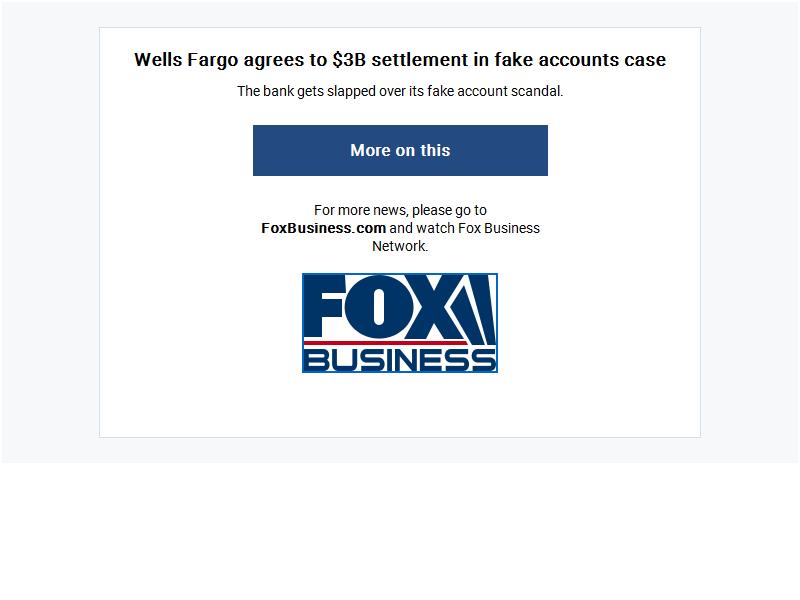 Wells Fargo agrees to $3B settlement in fake accounts case
The bank gets slapped over its fake account scandal.
More on this
For more news, please go to
FoxBusiness.com and watch Fox Business
Network.
FOX
BUSINESS